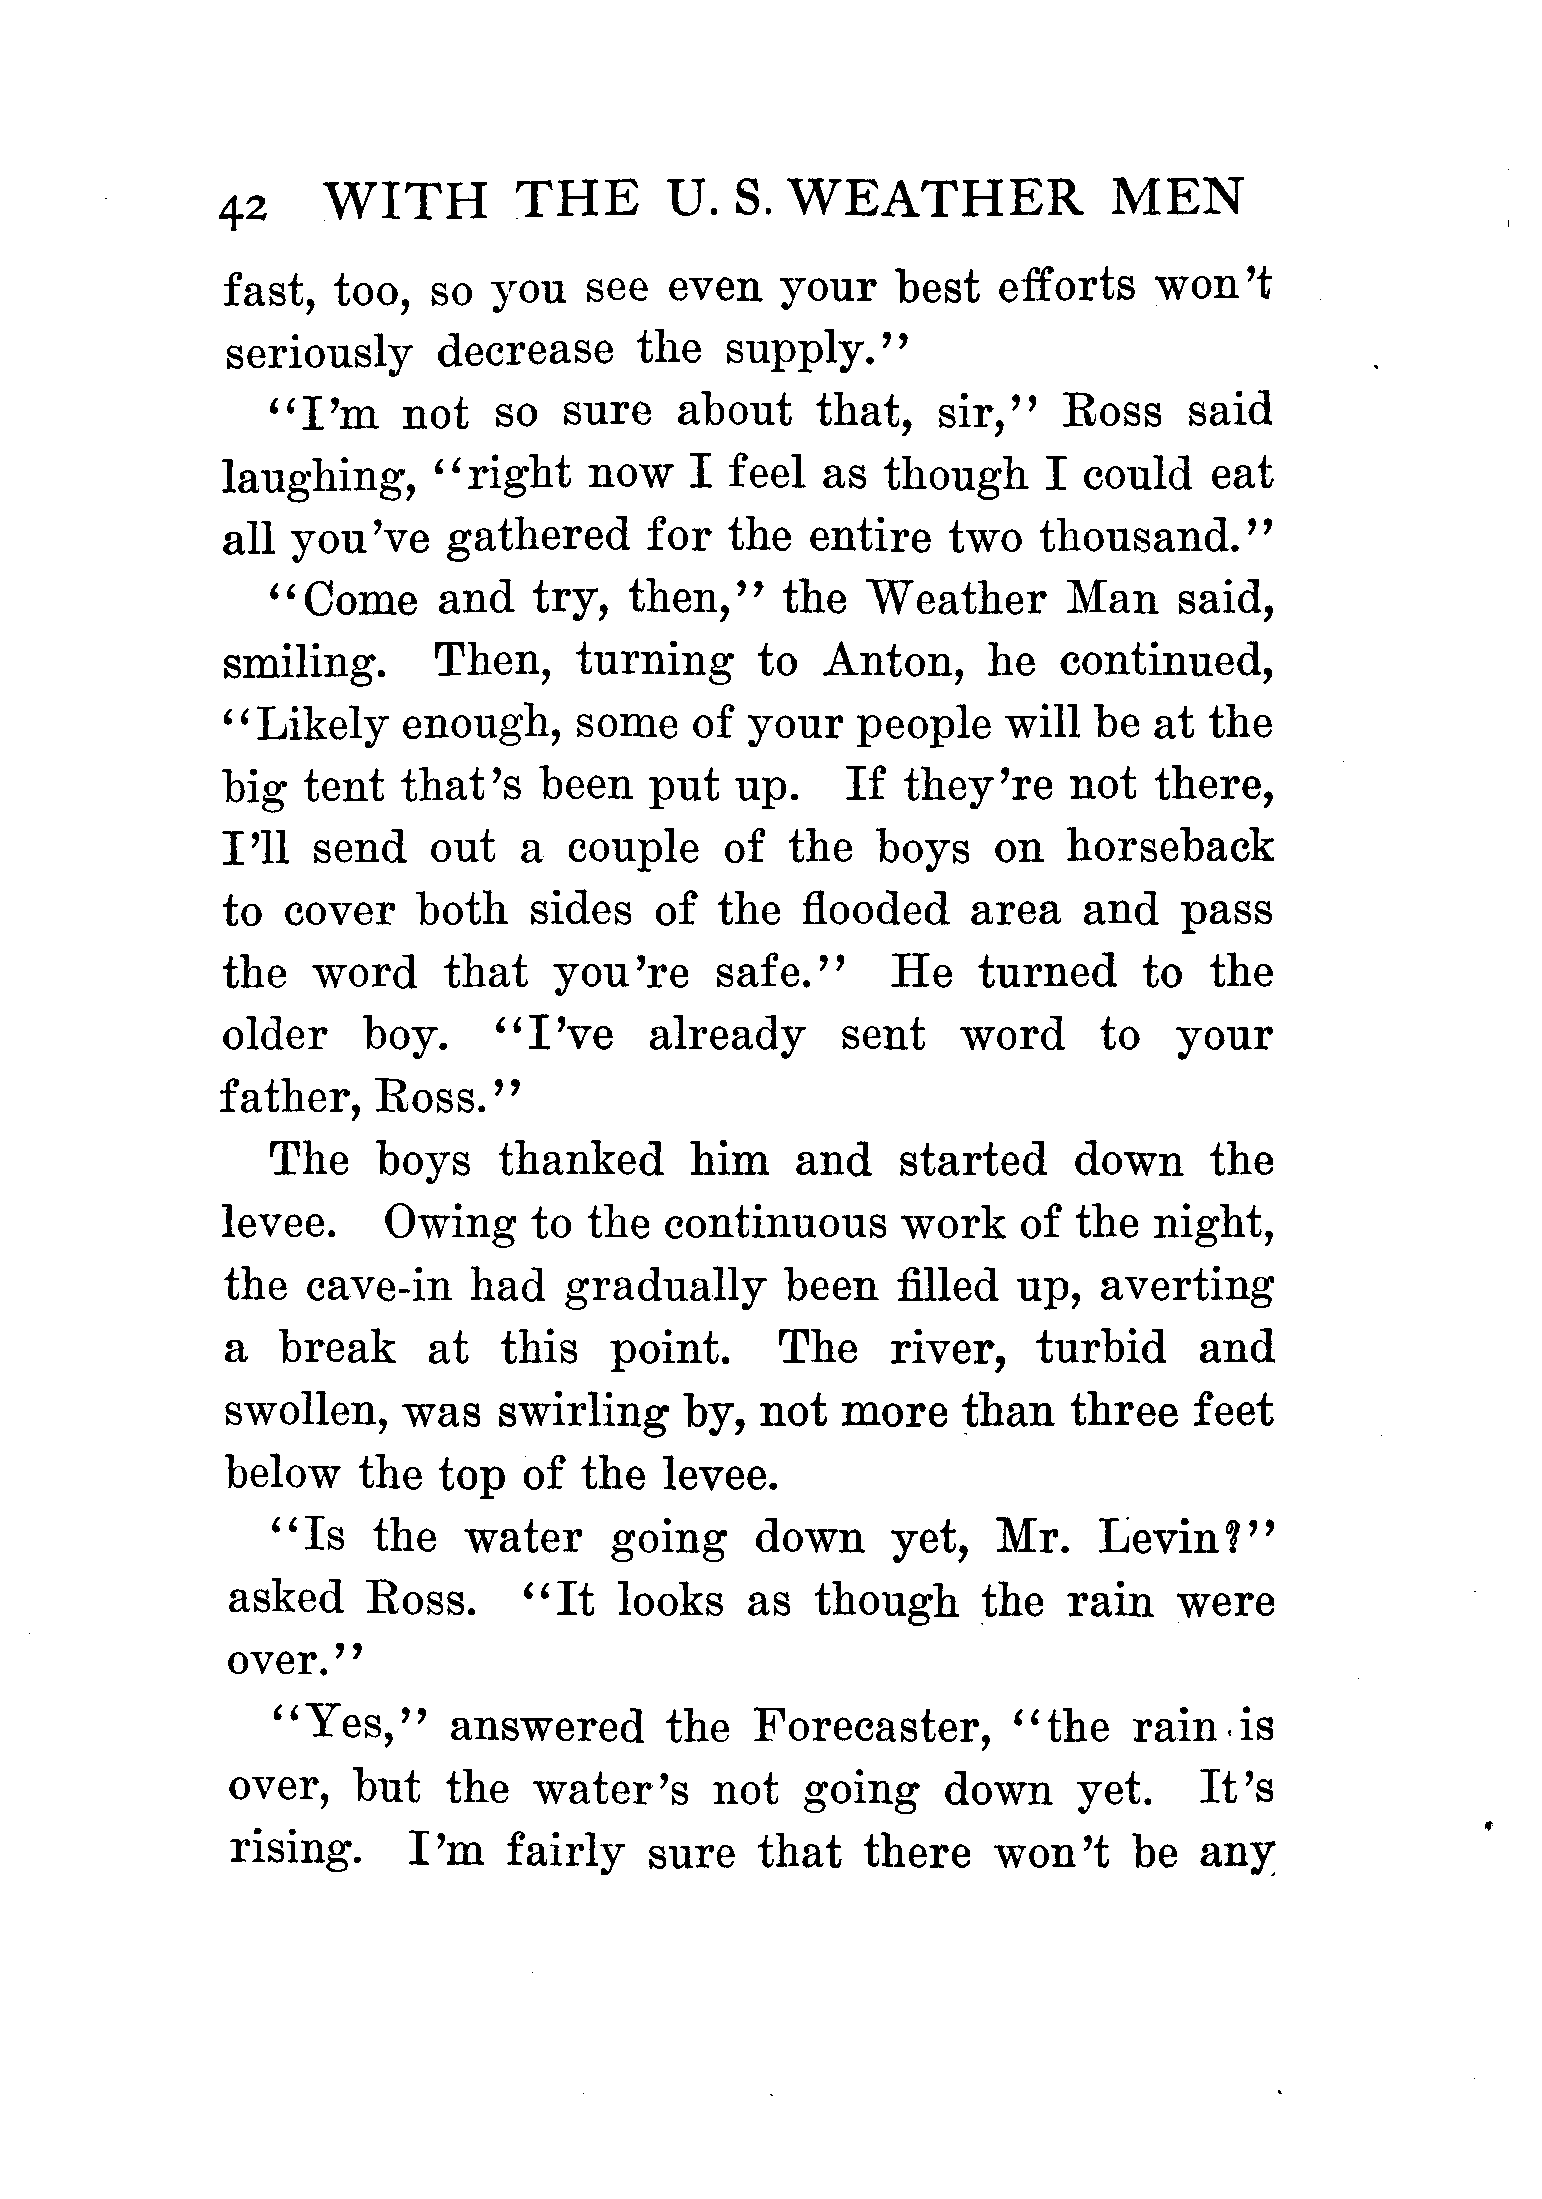 42 WITH THE U. S. WEATHER MEN
fast, too, so you see even your best efforts won't
seriously decrease the supply."
"I'm not so sure about that, sir," Ross said
laughing, "right now I feel as though I could eat
all you've gathered for the entire two thousand."
"Come and try, then," the Weather Man said,
smiling. Then, turning to Anton, he continued,
"Likely enough, some of your people will be at the
big tent that's been put up. If they're not there,
I'll send out a couple of the boys on horseback
to cover both sides of the flooded area and pass
the word that you're safe." He turned to the
older boy. "I've already sent word to your
father, Ross."
The boys thanked him and started down the
levee. Owing to the continuous work of the night,
the cave-in had gradually been filled up, averting
a break at this point. The river, turbid and
swollen, was swirling by, not more than three feet
below the top of the levee.
"Is the water going down yet, Mr. Levin?"
asked Ross. "It looks as though the rain were
over."
"Yes," answered the Forecaster, "the rain is
over, but the water's not going down yet. It's
rising. I'm fairly sure that there won't be any